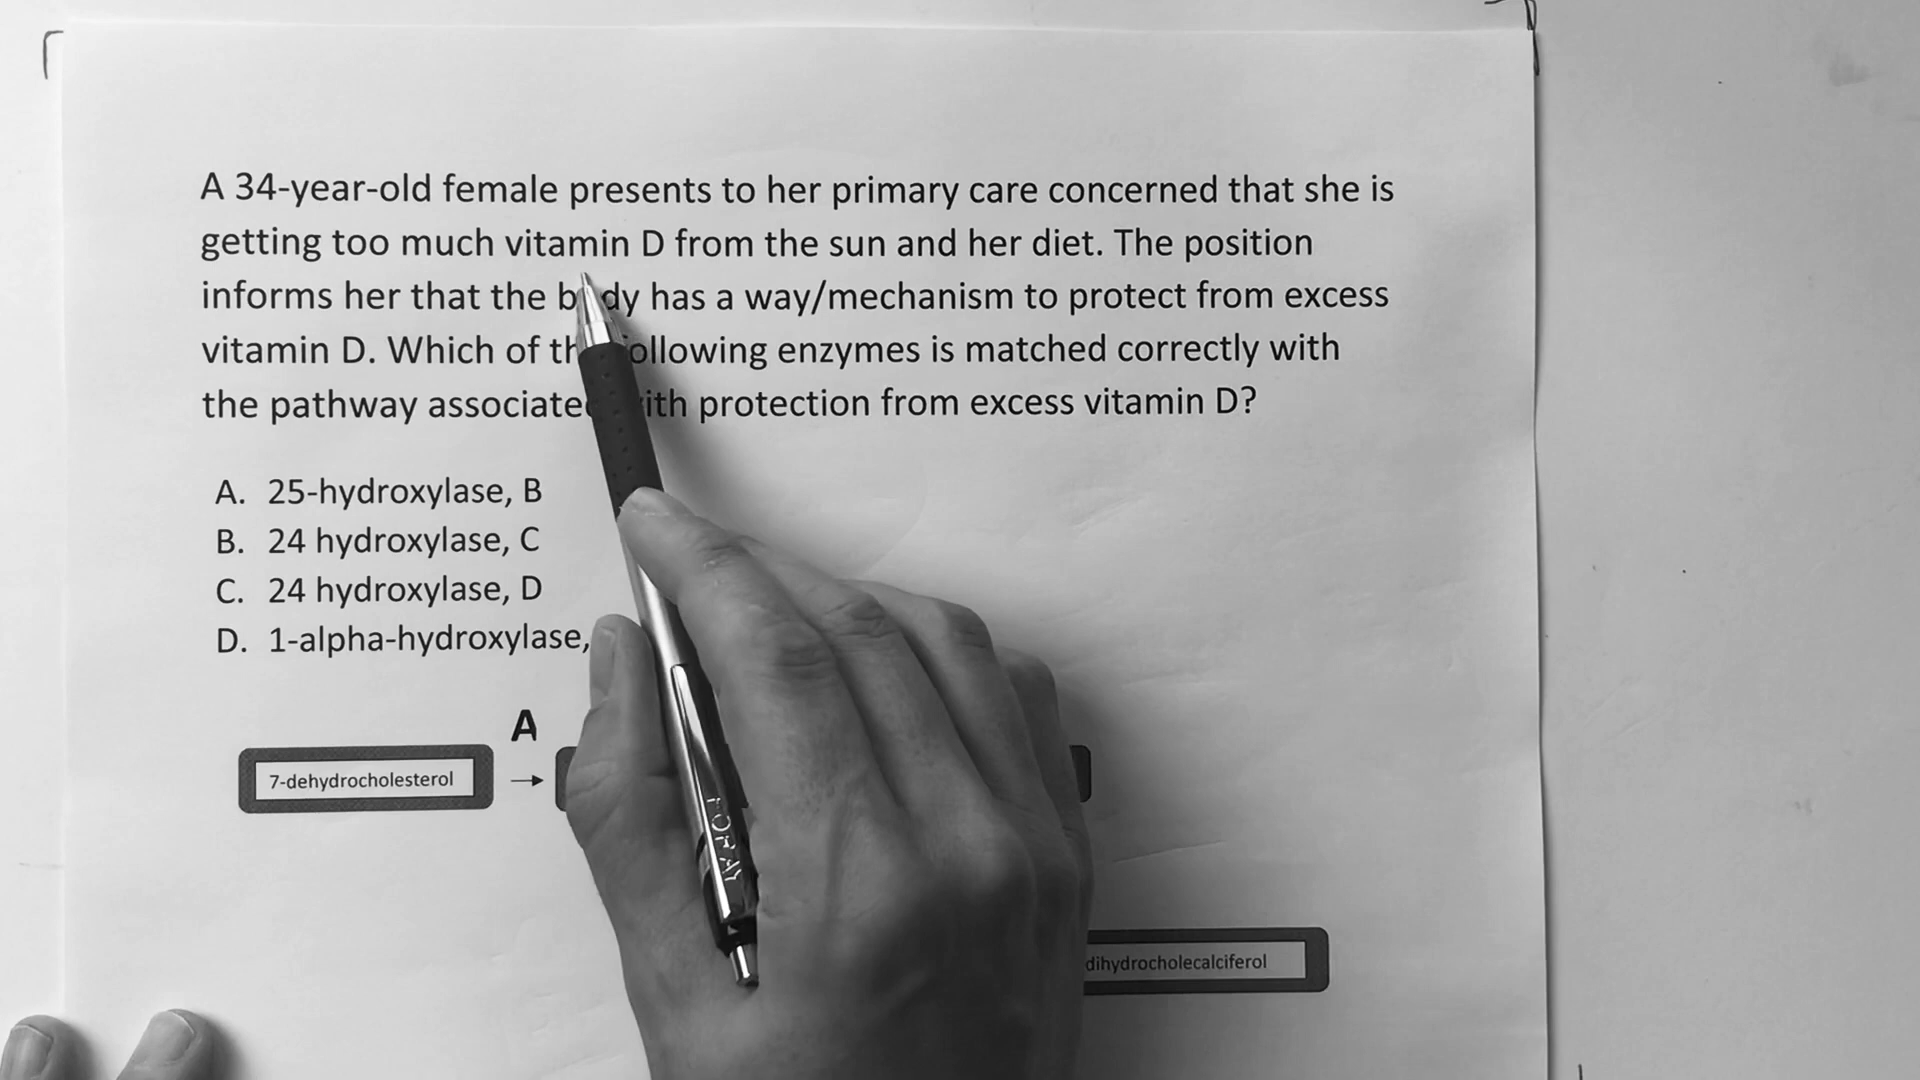 A 34-year-old female presents to her primary care concerned that she is
getting too much vitamin D from the sun and her diet. The position
informs her that the has a way/mechanism to protect from excess
vitamin D. Which of enzymes is matched correctly with
the pathway protection from excess vitamin D?
A. 25-hydroxylase, B
B. 24 hydroxylase, C
C. 24 hydroxylase, D
D. 1-alpha-hydroxylase,
A
7-dehydrocholesterol
FORAY
dihydrocholecalciferol